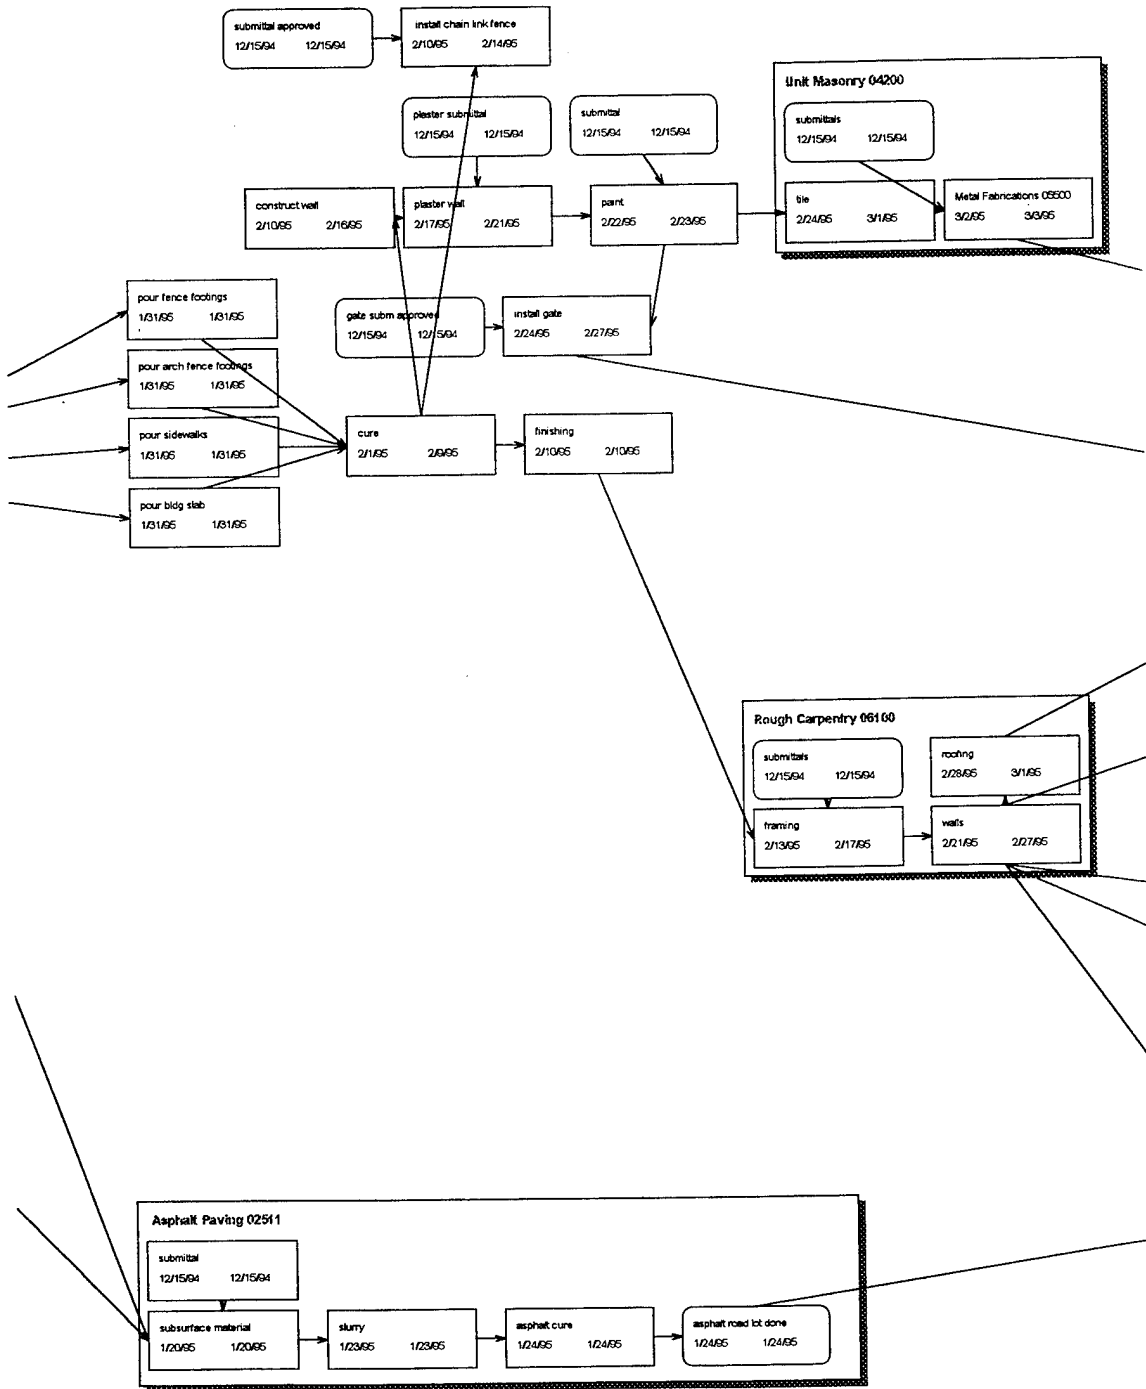 submittal approved
12/15/94 12/15/94
install chain link fence
2/10/95 2/14/95
Unit Masonry 04200
plaster submittal
12/15/94 12/15/94
submittal
12/15/94 12/15/94
submittals
12/15/94 12/15/94
construct wall
2/10/95 2/16/95
plaster wall
2/17/95 2/21/95
paint
2/22/95 2/23/95
tile
2/24/95 3/1/95
Metal Fabrications 05500
3/2/95 3/3/95
pour fence footings
1/31/95 1/31/95
gate subm approved
12/15/94 12/15/94
install gate
2/24/95 2/27/95
pour arch fence footings
1/31/95 1/31/95
pour sidewalks
1/31/95 1/31/95
cure
2/1/95 2/9/95
finishing
2/10/95 2/10/95
pour bldg slab
1/31/95 1/31/95
Rough Carpentry 06100
submittals
12/15/94 12/15/94
roofing
2/28/95 3/1/95
framing
2/13/95 2/17/95
walls
2/21/95 2/27/95
Asphalt Paving 02511
submittal
12/15/94 12/15/94
subsurface material
1/20/95 1/20/95
slurry
1/23/95 1/23/95
asphalt cure
1/24/95 1/24/95
asphalt road lot done
1/24/95 1/24/95